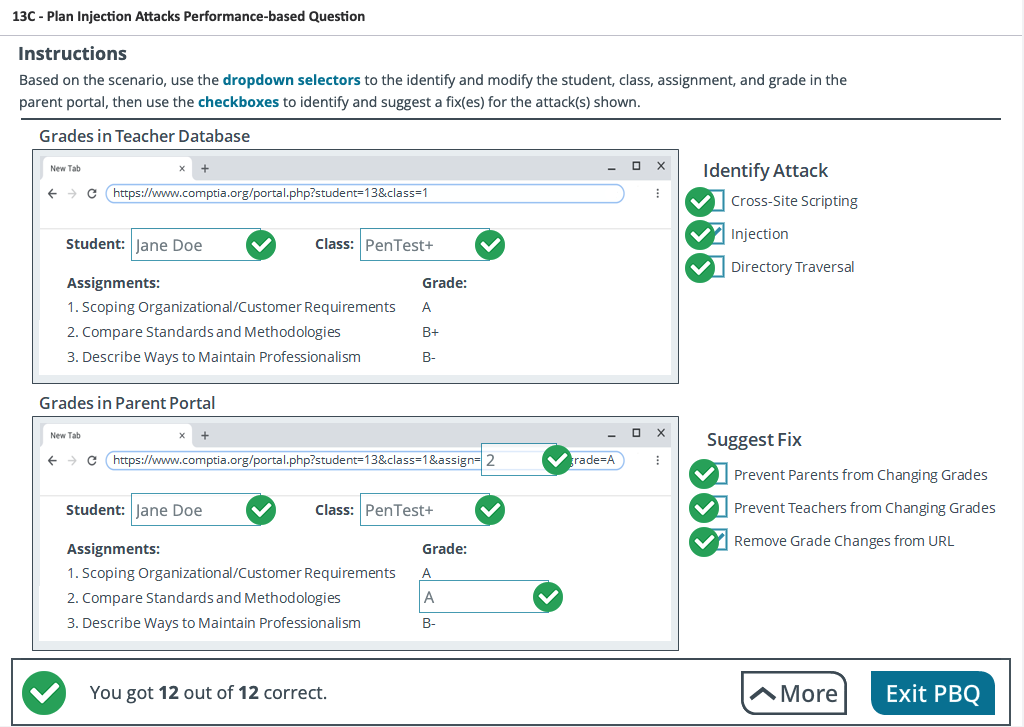 13C - Plan Injection Attacks Performance-based Question
Instructions
Based on the scenario, use the dropdown selectors to the identify and modify the student, class, assignment, and grade in the
parent portal, then use the checkboxes to identify and suggest a fix(es) for the attack(s) shown.
Grades in Teacher Database
New Tab
https://www.comptia.org/portal.php?student=13&class=1
Student: Jane Doe Class: PenTest+
Assignments: Grade:
1. Scoping Organizational/Customer Requirements A
2. Compare Standards and Methodologies B+
3. Describe Ways to Maintain Professionalism B-
Identify Attack
Cross-Site Scripting
Injection
Directory Traversal
Grades in Parent Portal
New Tab
https://www.comptia.org/portal.php?student=13&class=1&assign= 2 grade=A
Student: Jane Doe Class: PenTest+
Assignments: Grade:
1. Scoping Organizational/Customer Requirements A
2. Compare Standards and Methodologies A
3. Describe Ways to Maintain Professionalism B-
Suggest Fix
Prevent Parents from Changing Grades
Prevent Teachers from Changing Grades
Remove Grade Changes from URL
You got 12 out of 12 correct.
More
Exit PBQ